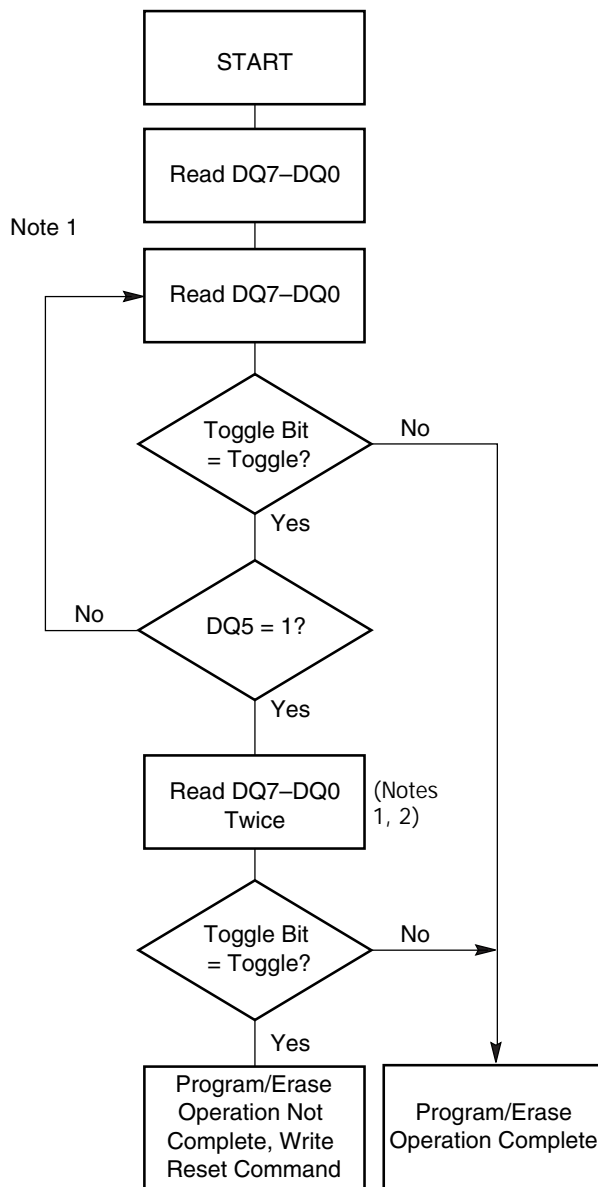 START
Read DQ7–DQ0
Note 1
Read DQ7–DQ0
Toggle Bit
= Toggle?
No
Yes
No
DQ5 = 1?
Yes
Read DQ7–DQ0
Twice
(Notes
1, 2)
Toggle Bit
= Toggle?
No
Yes
Program/Erase
Operation Not
Complete, Write
Reset Command
Program/Erase
Operation Complete